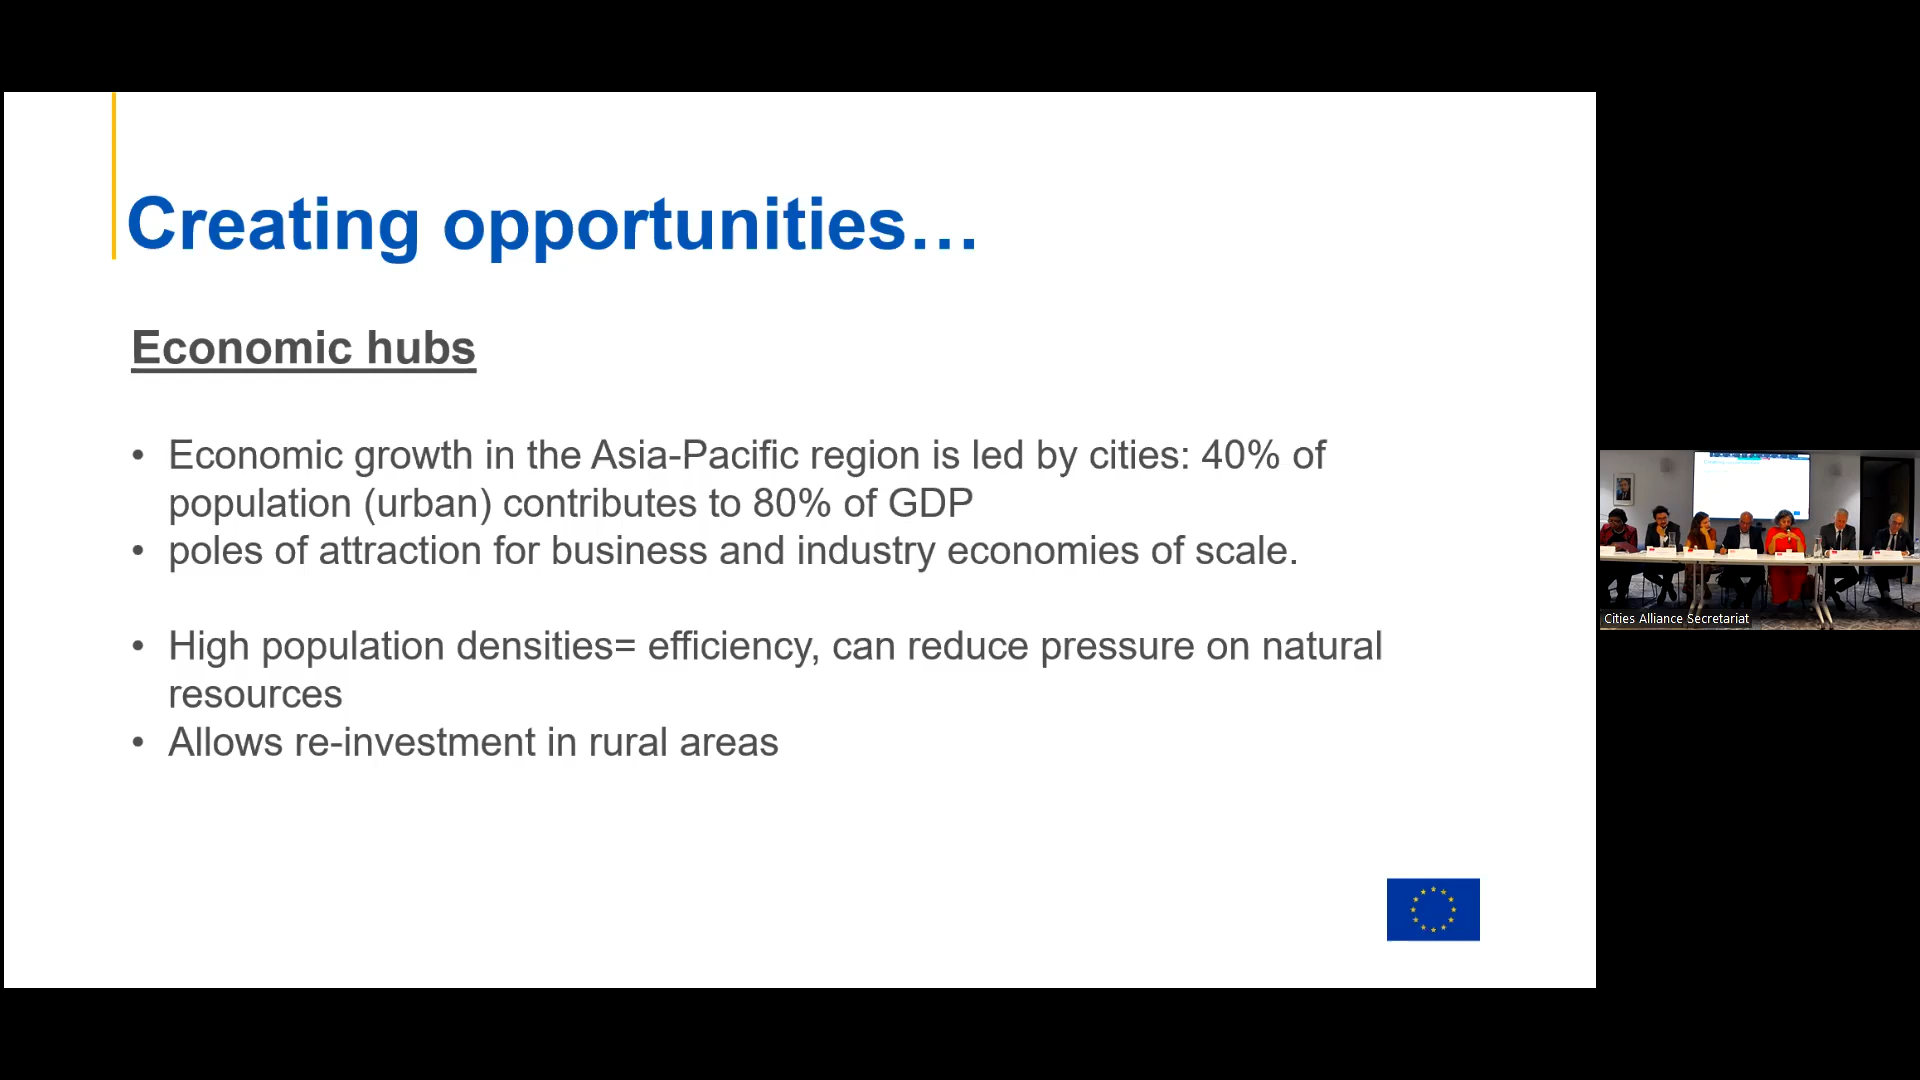 Creating opportunities…
Economic hubs
• Economic growth in the Asia-Pacific region is led by cities: 40% of
population (urban) contributes to 80% of GDP
• poles of attraction for business and industry economies of scale.
• High population densities= efficiency, can reduce pressure on natural
resources
• Allows re-investment in rural areas
Cities Alliance Secretariat